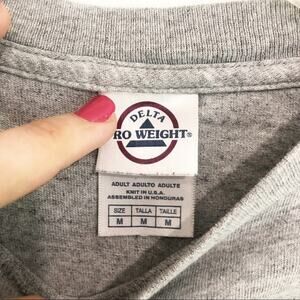 DELTA
RO WEIGHT®
ADULT ADULTO ADULTE
KNIT IN U.S.A.
ASSEMBLED IN HONDURAS
SIZE TALLA TAILLE
M M M